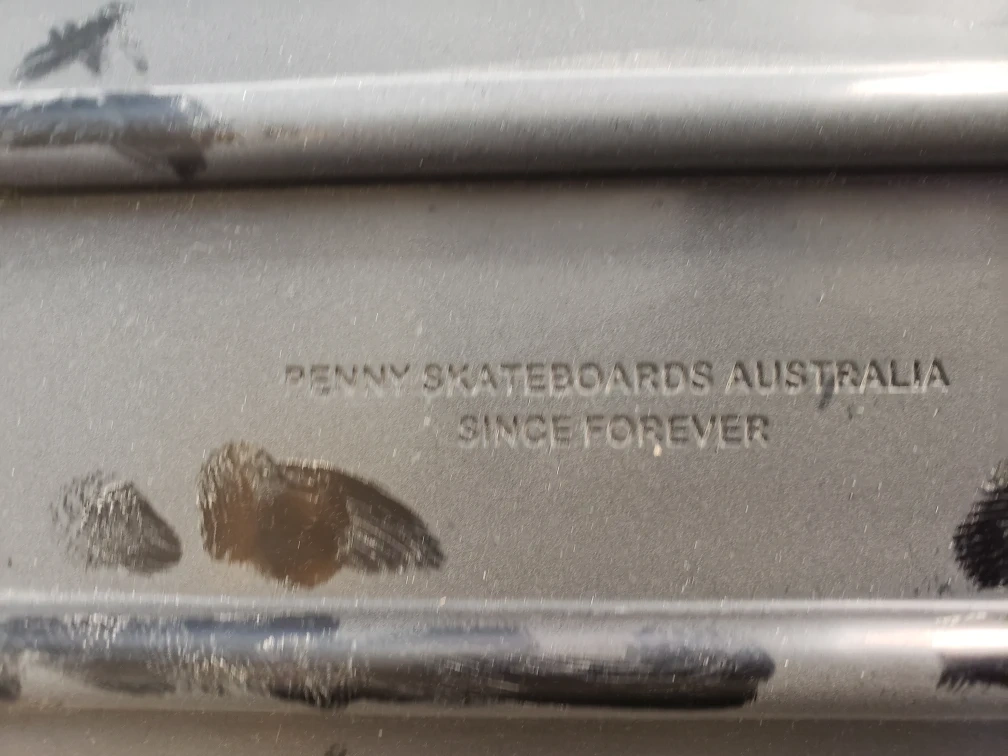 PENNY SKATEBOARDS AUSTRALIA
SINCE FOREVER